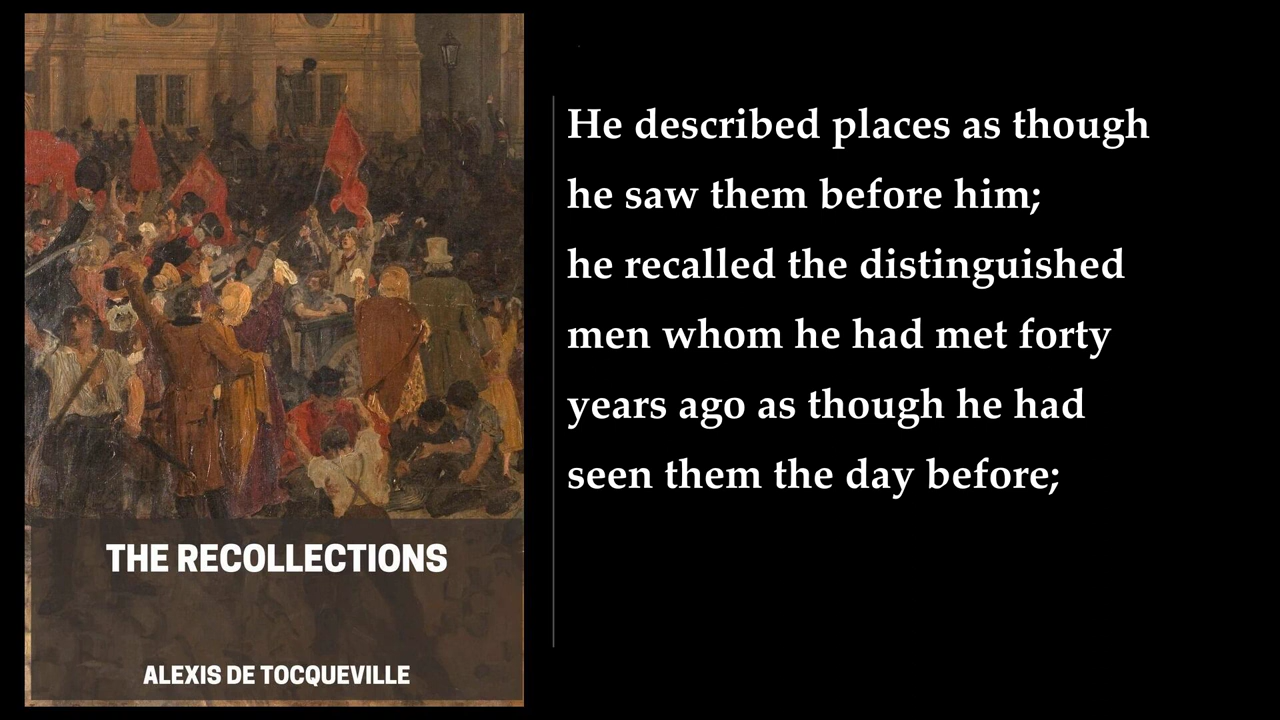 THE RECOLLECTIONS
ALEXIS DE TOCQUEVILLE
He described places as though
he saw them before him;
he recalled the distinguished
men whom he had met forty
years ago as though he had
seen them the day before;